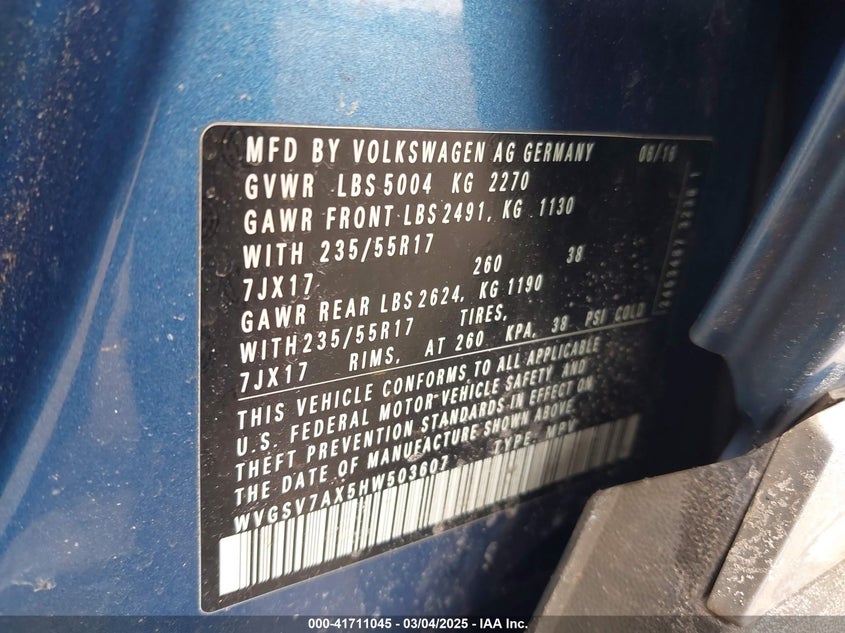 MFD BY VOLKSWAGEN AG GERMANY 06/16
GVWR LBS 5004 KG 2270
GAWR FRONT LBS 2491, KG 1130
WITH 235/55R17
7JX17 260 38
GAWR REAR LBS 2624, KG 1190
WITH 235/55R17 TIRES,
7JX17 RIMS, AT 260 KPA, 38 PSI COLD
THIS VEHICLE CONFORMS TO ALL APPLICABLE
U.S. FEDERAL MOTOR VEHICLE SAFETY, AND
THEFT PREVENTION STANDARDS IN EFFECT ON
THE DATE OF MANUFACTURE SHOWN ABOVE.
WVGSV7AX5HW503607 TYPE: MPV
000-41711045 — 03/04/2025 — IAA Inc.